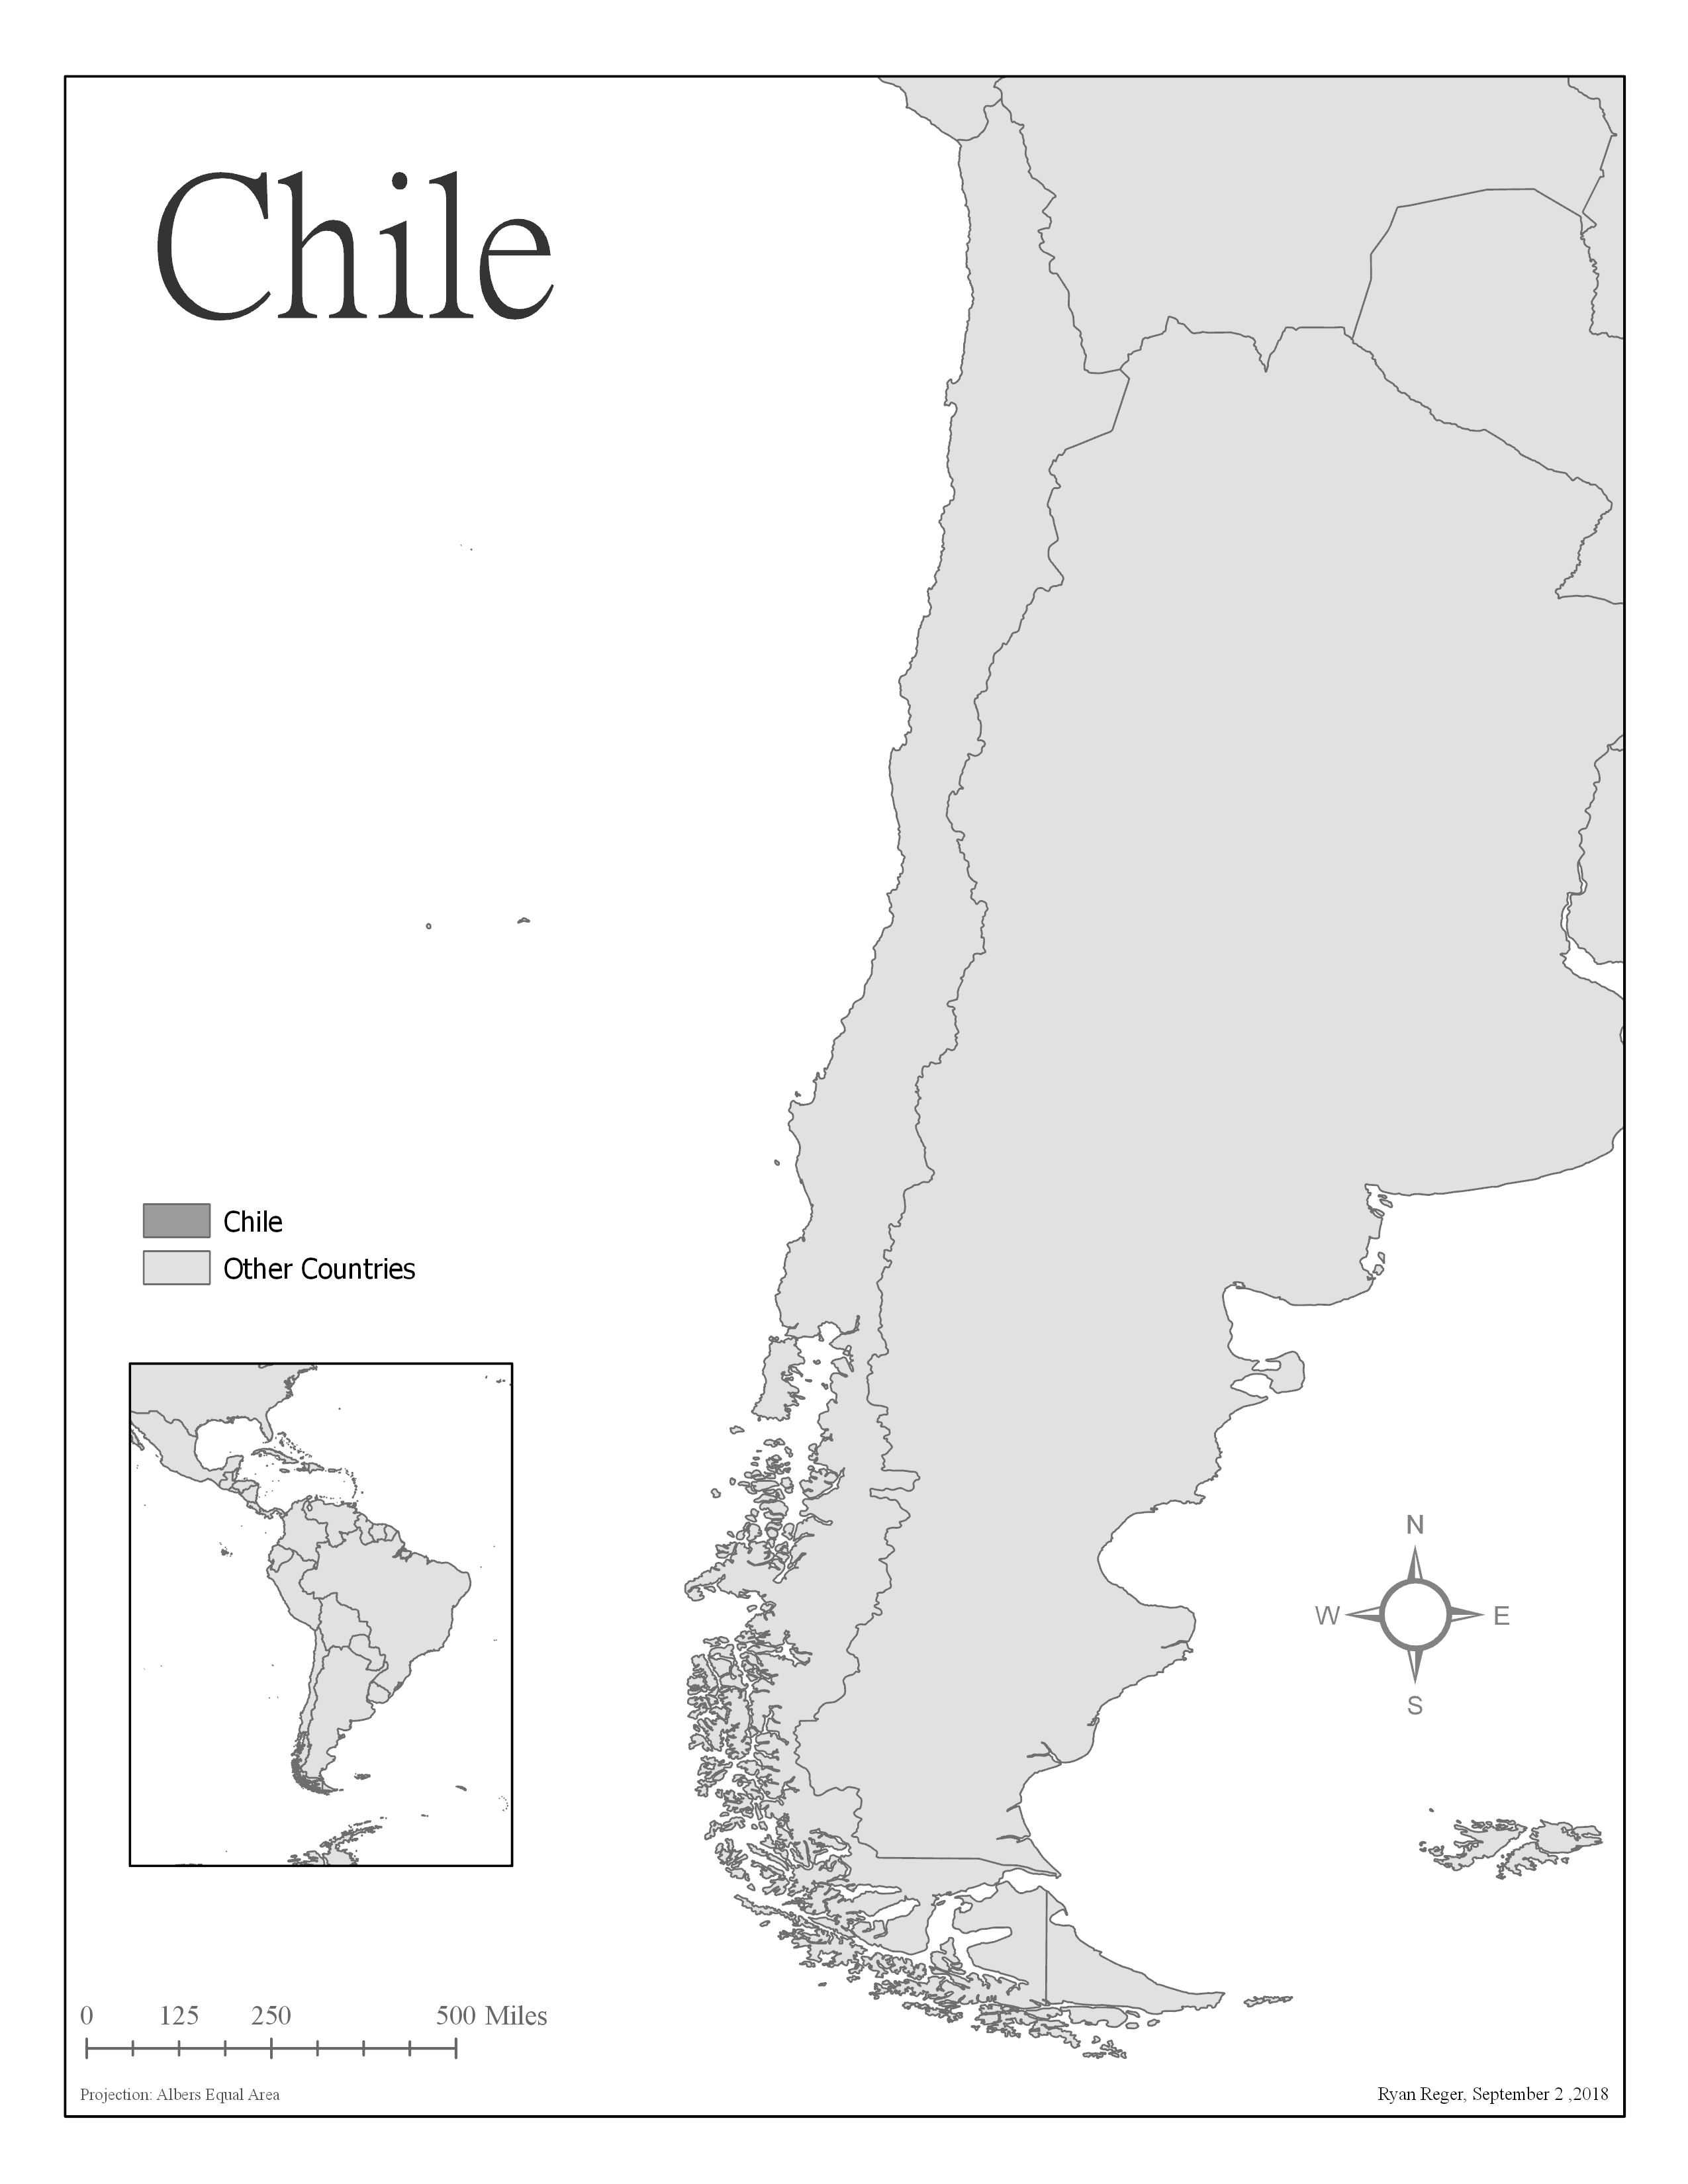 Chile
Chile
Other Countries
N
W E
S
0 125 250 500 Miles
Projection: Albers Equal Area
Ryan Reger, September 2 ,2018